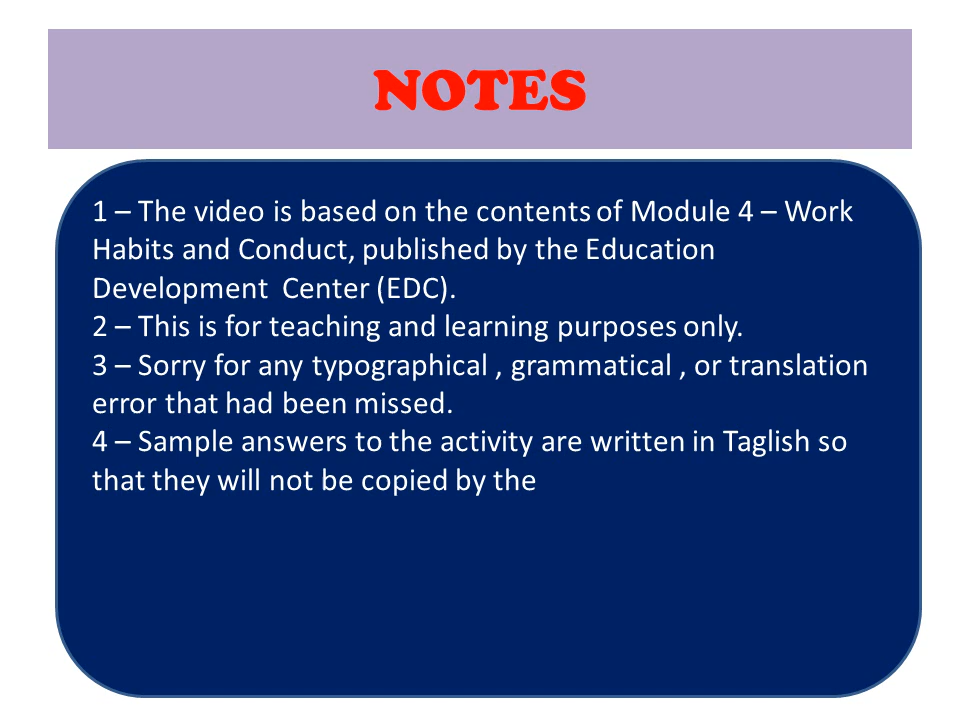 NOTES
1 – The video is based on the contents of Module 4 – Work
Habits and Conduct, published by the Education
Development  Center (EDC).
2 – This is for teaching and learning purposes only.
3 – Sorry for any typographical , grammatical , or translation
error that had been missed.
4 – Sample answers to the activity are written in Taglish so
that they will not be copied by the